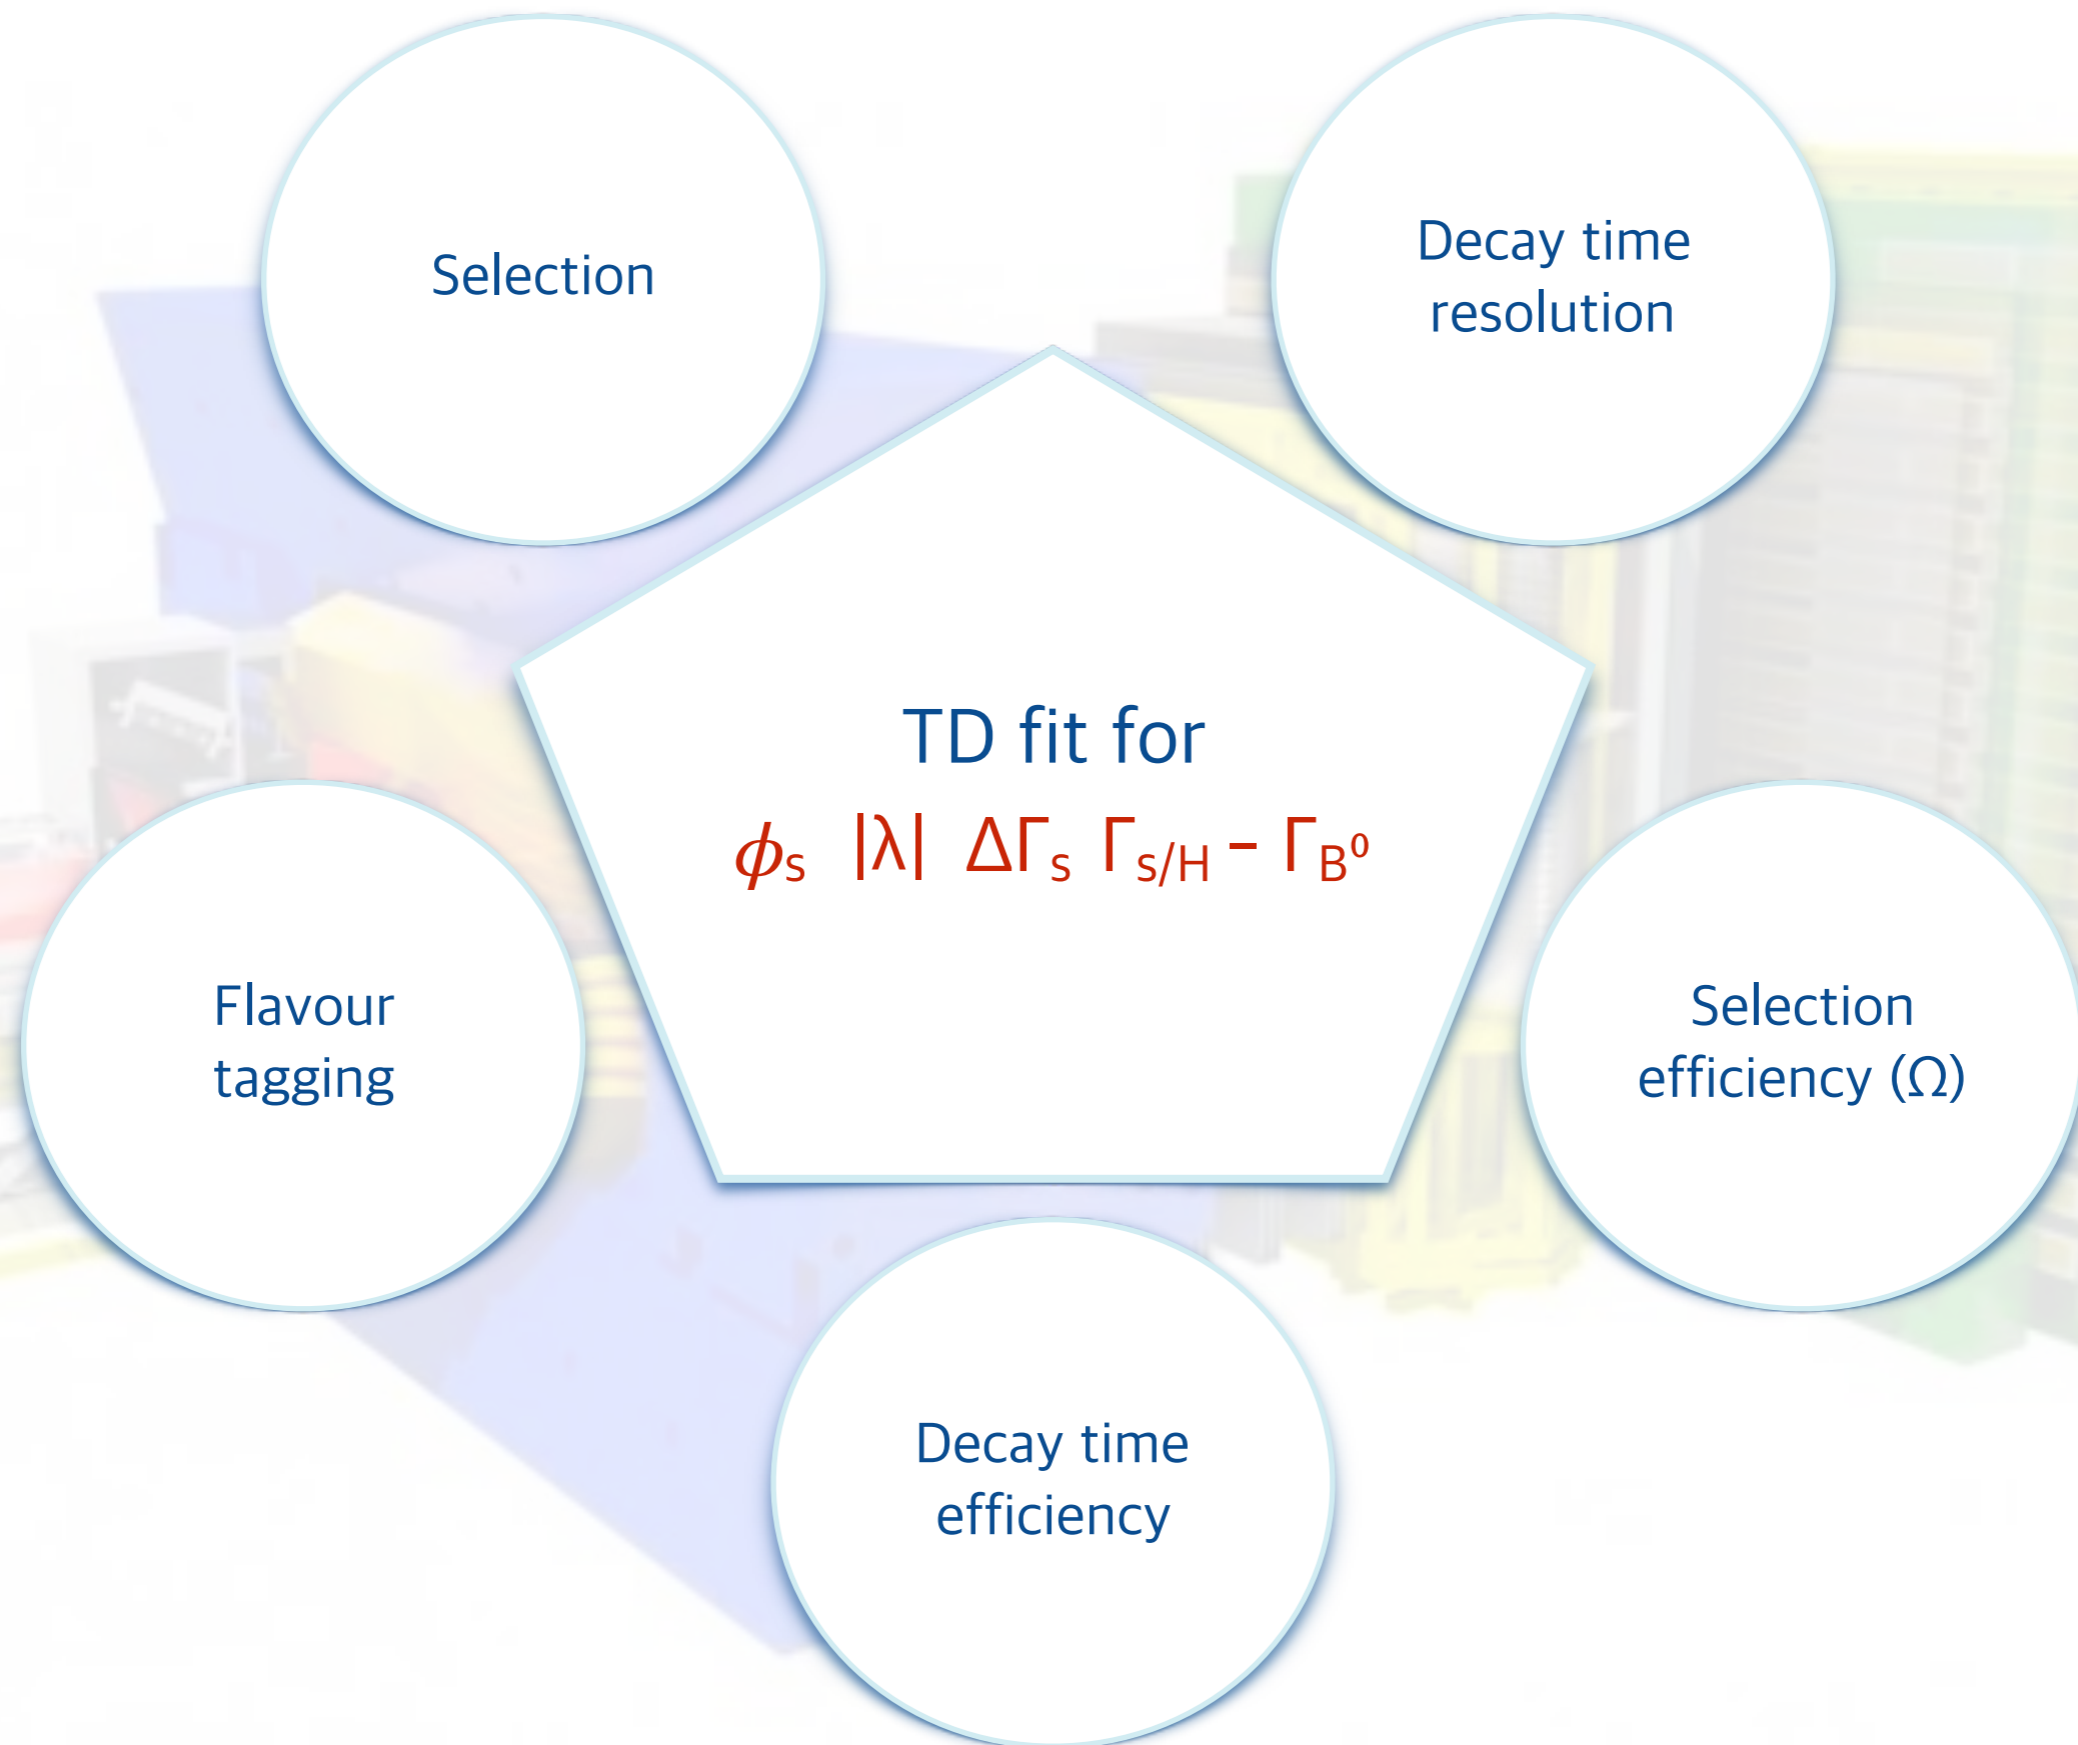 Selection
Decay time
resolution
TD fit for
ϕs |λ| ΔΓs Γs/H – ΓB⁰
Flavour
tagging
Selection
efficiency (Ω)
Decay time
efficiency